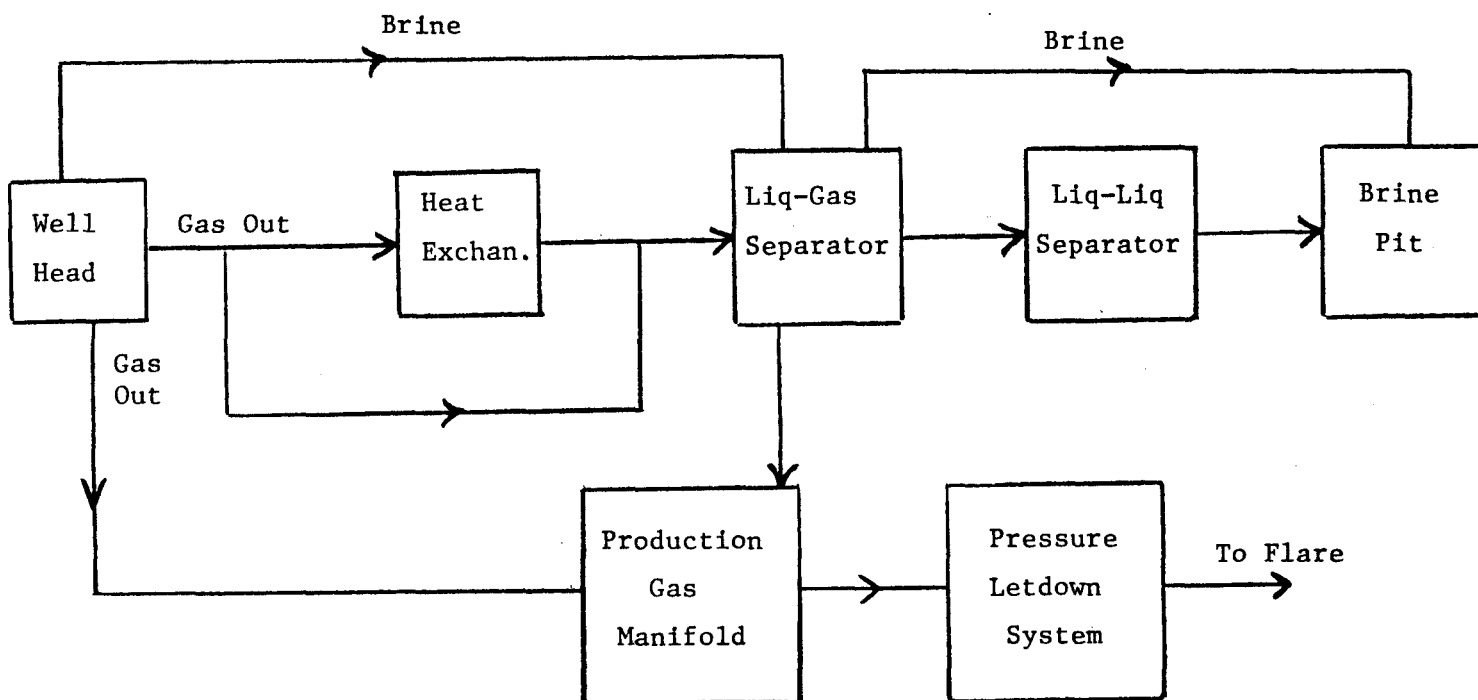 Brine
Brine
Well
Head
Gas Out
Heat
Exchan.
Liq-Gas
Separator
Liq-Liq
Separator
Brine
Pit
Gas
Out
Production
Gas
Manifold
Pressure
Letdown
System
To Flare